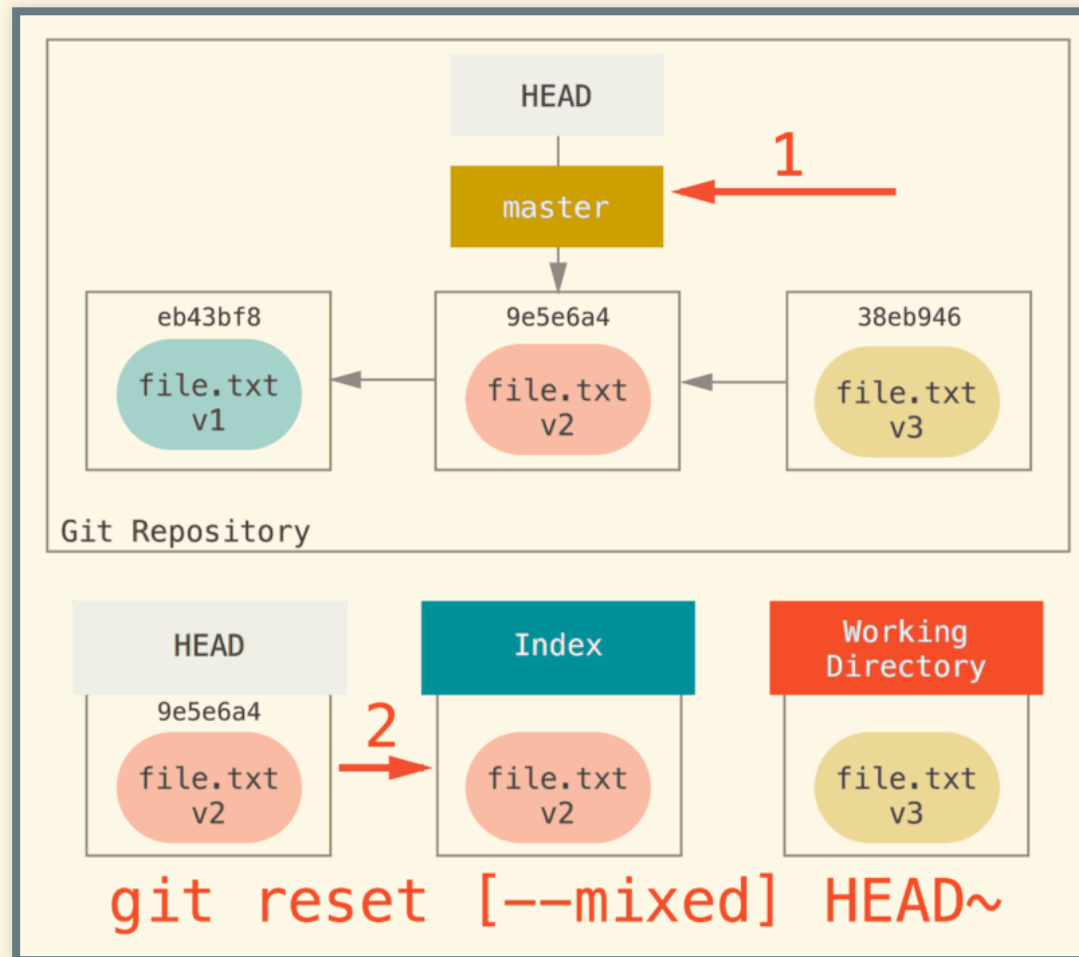 HEAD
1
master
eb43bf8
file.txt
v1
9e5e6a4
file.txt
v2
38eb946
file.txt
v3
Git Repository
HEAD
9e5e6a4
file.txt
v2
2
Index
file.txt
v2
Working
Directory
file.txt
v3
git reset [--mixed] HEAD~